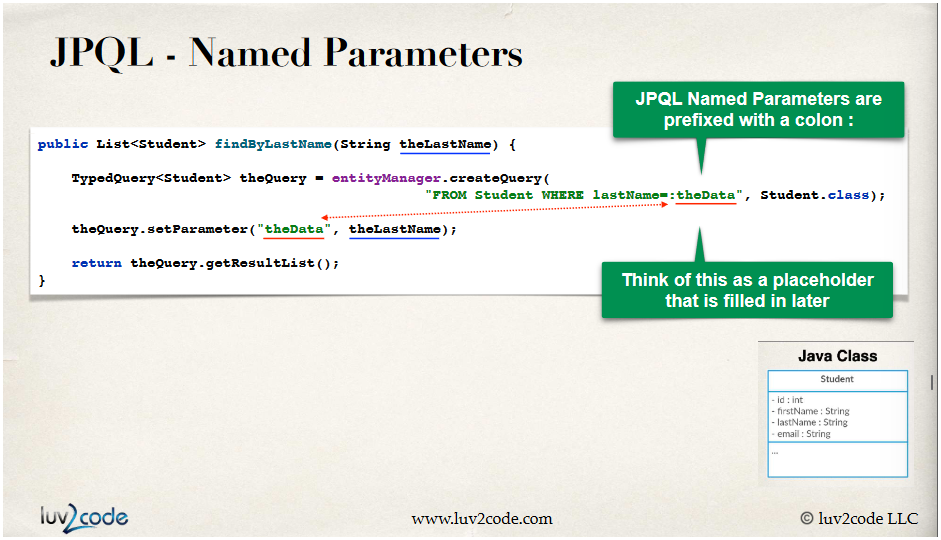 JPQL - Named Parameters
JPQL Named Parameters are
prefixed with a colon :
public List<Student> findByLastName(String theLastName) {
TypedQuery<Student> theQuery = entityManager.createQuery(
"FROM Student WHERE lastName=:theData", Student.class);
theQuery.setParameter("theData", theLastName);
return theQuery.getResultList();
}
Think of this as a placeholder
that is filled in later
Java Class
Student
- id : int
- firstName : String
- lastName : String
- email : String
...
luv2code
www.luv2code.com
© luv2code LLC